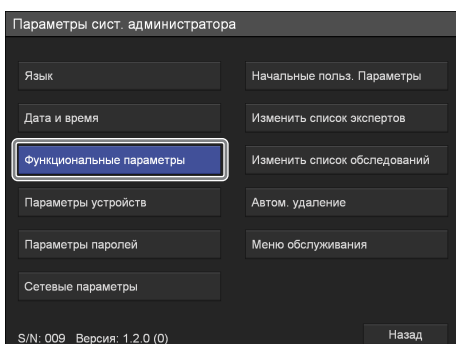 Параметры сист. администратора
Язык
Начальные польз. Параметры
Дата и время
Изменить список экспертов
Функциональные параметры
Изменить список обследований
Параметры устройств
Автом. удаление
Параметры паролей
Меню обслуживания
Сетевые параметры
S/N: 009 Версия: 1.2.0 (0)
Назад